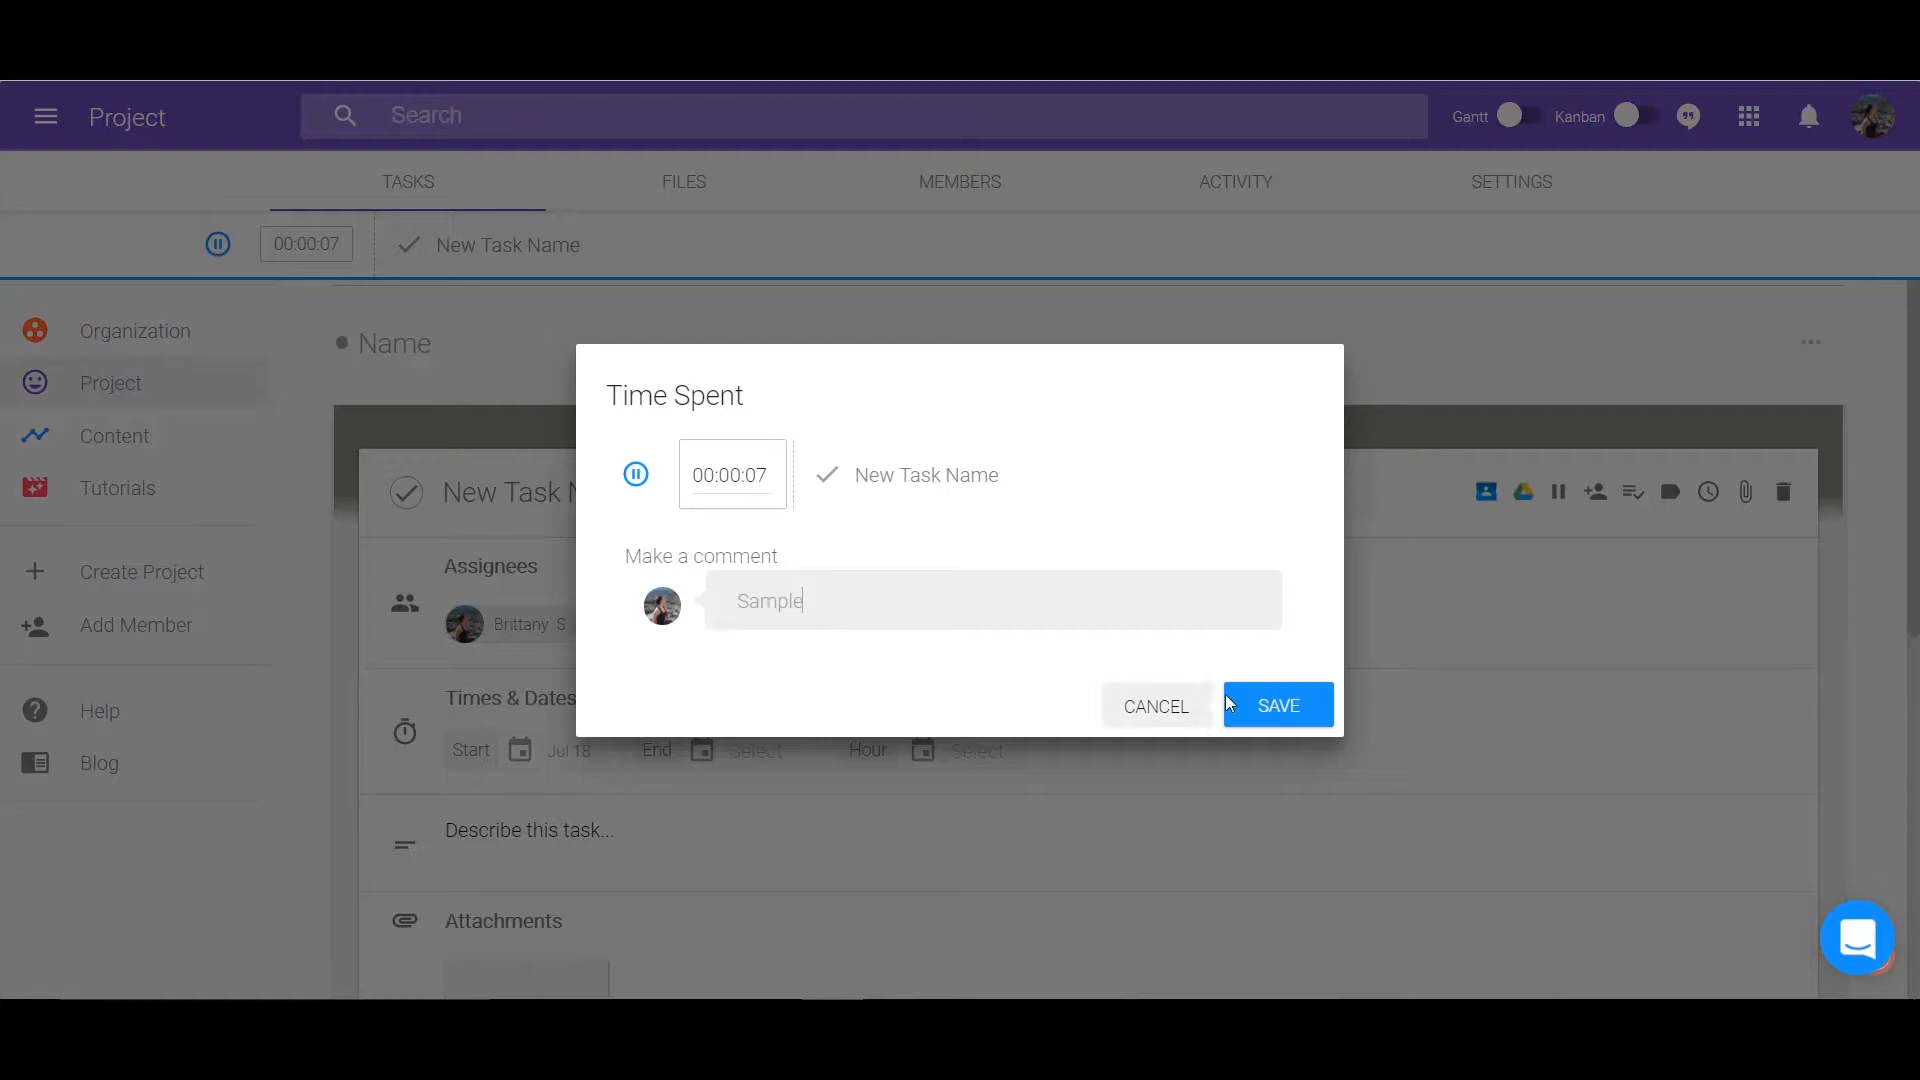 Project
Search
Gantt
Kanban
TASKS
FILES
MEMBERS
ACTIVITY
SETTINGS
00:00:07
New Task Name
Organization
Project
Content
Tutorials
Create Project
Add Member
Help
Blog
Name
New Task N
Assignees
Brittany S
Times & Dates
Start
Jul 18
End
Select
Hour
Select
Describe this task...
Attachments
Time Spent
00:00:07
New Task Name
Make a comment
Sample
CANCEL
SAVE